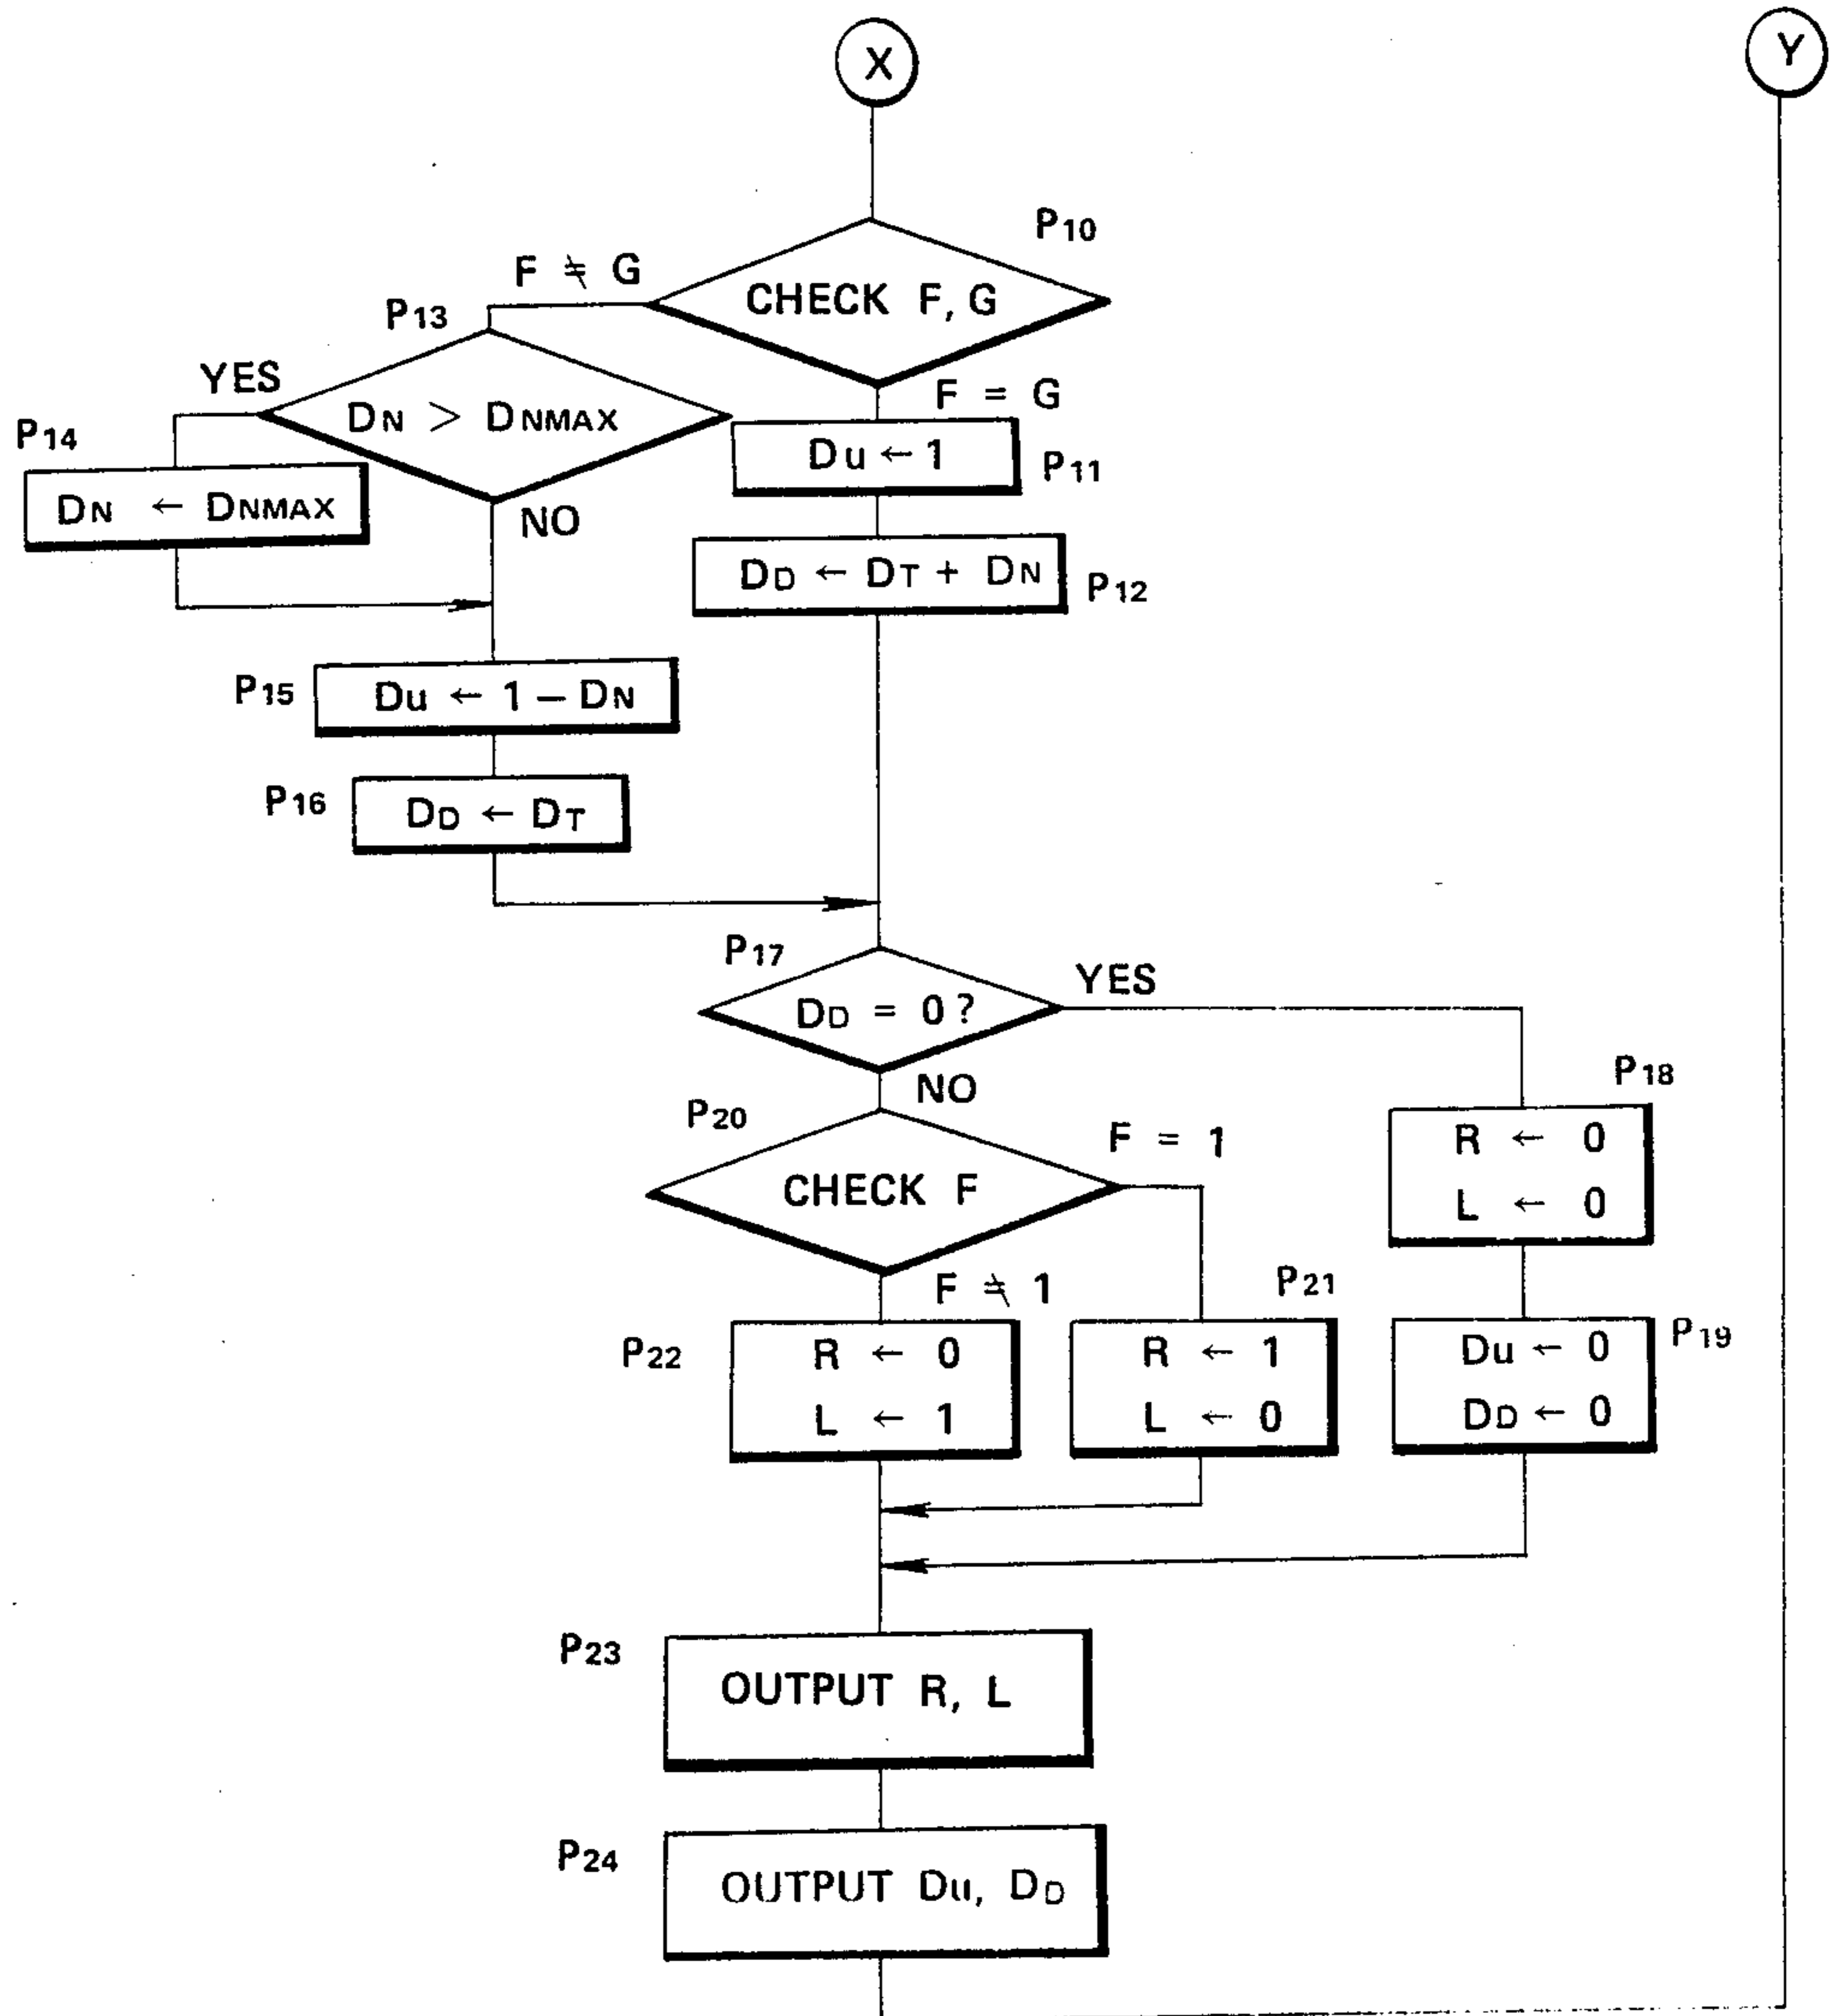 X
Y
P10
F ≠ G
CHECK F, G
P13
YES
F = G
DN > DNMAX
P14
Du ← 1
P11
DN ← DNMAX
NO
DD ← DT + DN
P12
P15
Du ← 1 – DN
P16
DD ← DT
P17
YES
DD = 0?
NO
P18
P20
F = 1
R ← 0
L ← 0
CHECK F
F ≠ 1
P21
P22
R ← 0
L ← 1
R ← 1
L ← 0
Du ← 0
DD ← 0
P19
P23
OUTPUT R, L
P24
OUTPUT Du, DD